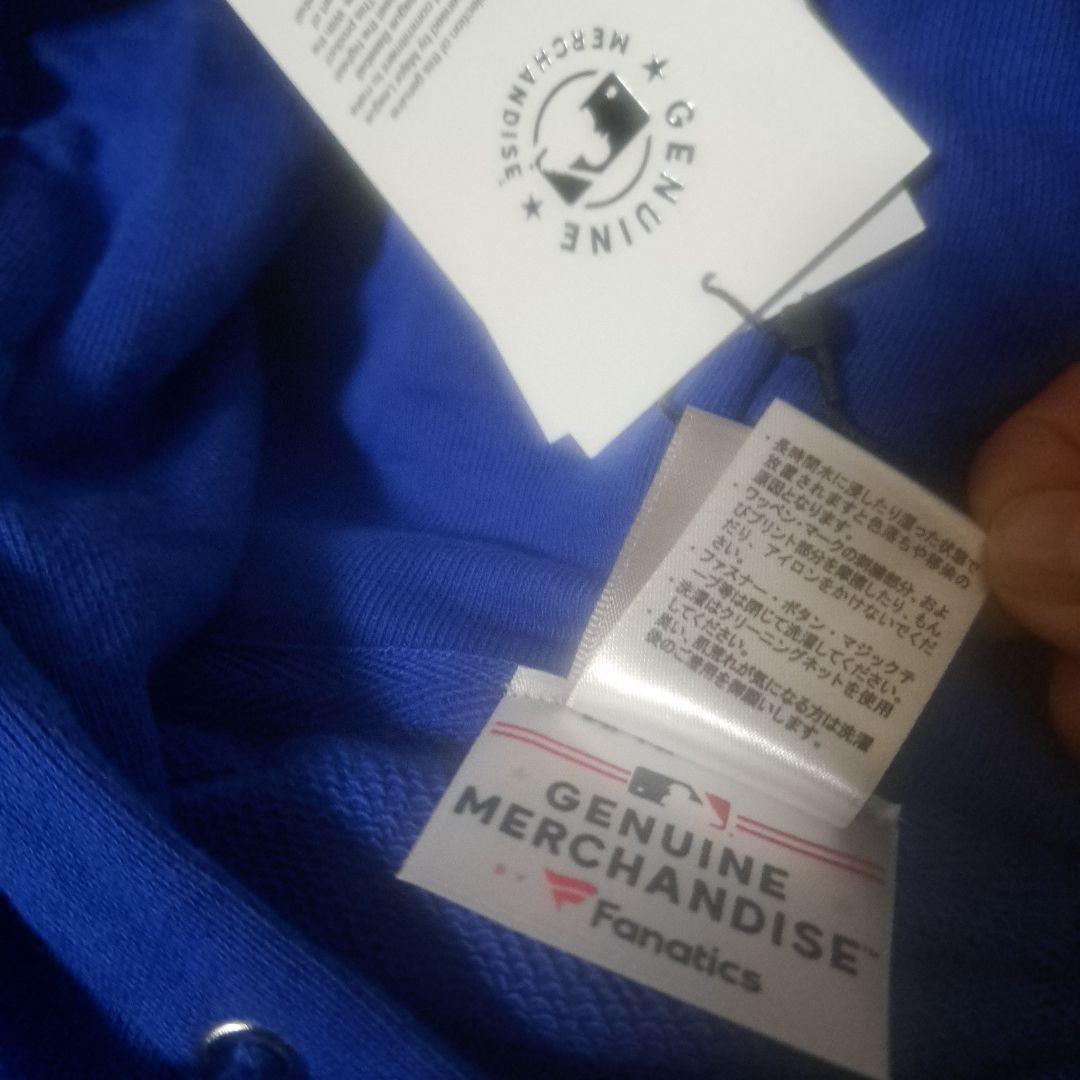 GENUINE
MERCHANDISE
・長時間水に浸したり湿った状態で
放置されますと色落ちや移染の
原因となります。
・ワッペン・マークの刺繍部分・およ
びプリント部分を摩擦したり、もん
だり、アイロンをかけないでくだ
さい。
・ファスナー・ボタン・マジックテ
ープ等は閉じて洗濯してください。
・洗濯はクリーニングネットを使用
してください。
・臭い、肌荒れが気になる方は洗濯
後のご着用を御願いします。
GENUINE
MERCHANDISE™
BY Fanatics